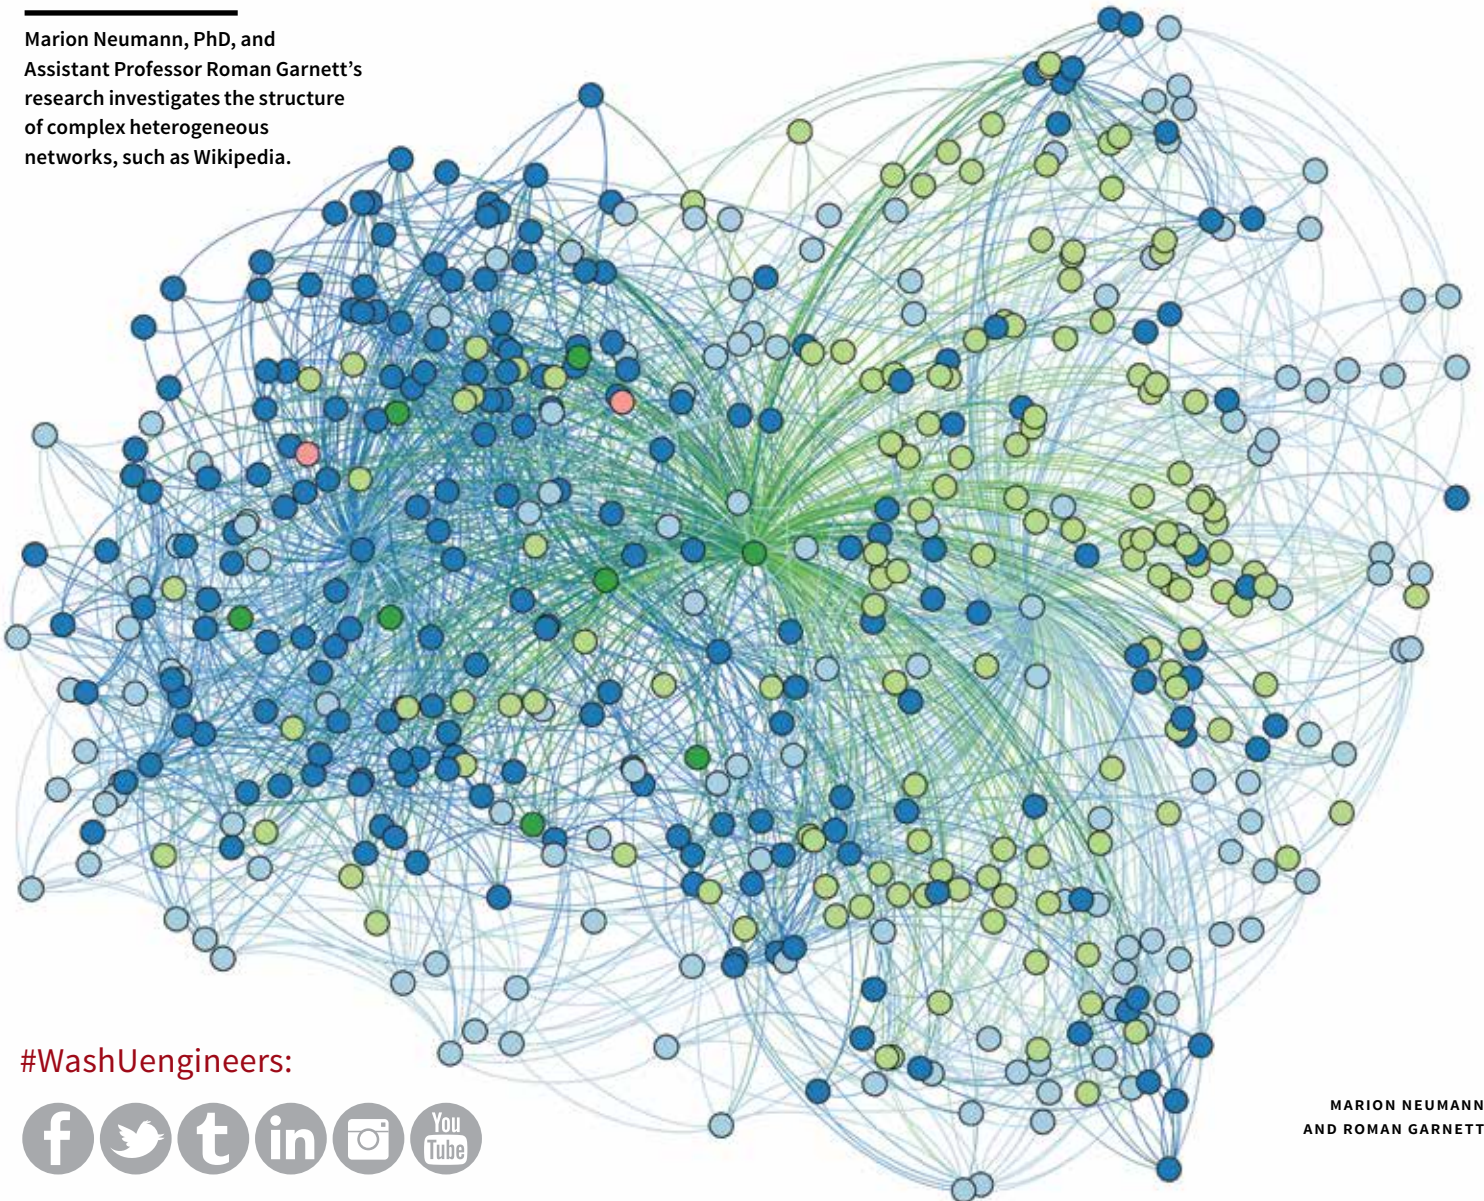 Marion Neumann, PhD, and
Assistant Professor Roman Garnett’s
research investigates the structure
of complex heterogeneous
networks, such as Wikipedia.
#WashUengineers:
f t in You
Tube
MARION NEUMANN
AND ROMAN GARNETT